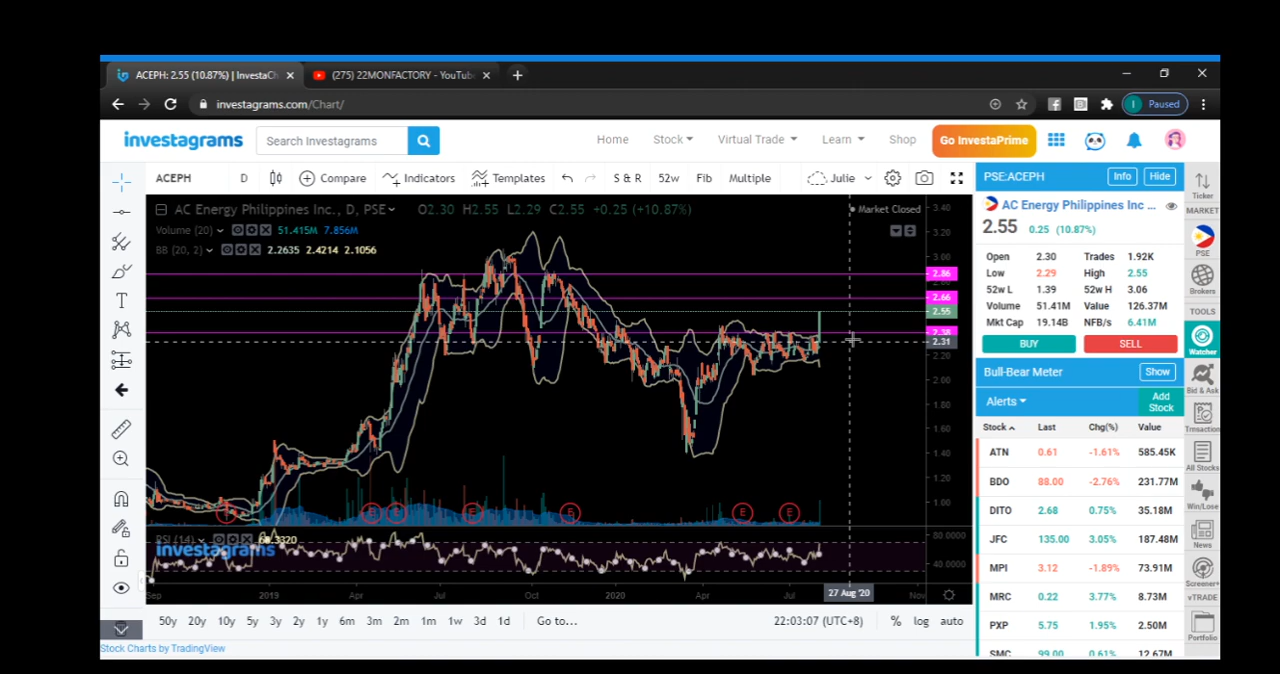 ACEPH: 2.55 (10.87%) | InvestaCh
(275) 22MONFACTORY - YouTub
investagrams.com/Chart/
Paused
investagrams
Search Investagrams
Home
Stock
Virtual Trade
Learn
Shop
Go InvestaPrime
ACEPH
D
Compare
Indicators
Templates
S & R
52w
Fib
Multiple
Julie
AC Energy Philippines Inc., D, PSE
O2.30 H2.55 L2.29 C2.55 +0.25 (+10.87%)
Market Closed
Volume (20)
51.415M 7.856M
BB (20, 2)
2.2635 2.4214 2.1056
3.40
3.20
3.00
2.86
2.66
2.55
2.38
2.31
2.20
2.00
1.80
1.60
1.40
1.20
1.00
E E E E E E E
RSI (14)
investagrams
80.0000
40.0000
Sep
2019
Apr
Jul
Oct
2020
Apr
Jul
27 Aug '20
Nov
50y 20y 10y 5y 3y 2y 1y 6m 3m 2m 1m 1w 3d 1d
Go to...
22:03:07 (UTC+8)
% log auto
Stock Charts by TradingView
PSE:ACEPH
Info
Hide
AC Energy Philippines Inc ...
2.55 0.25 (10.87%)
Open 2.30 Trades 1.92K
Low 2.29 High 2.55
52w L 1.39 52w H 3.06
Volume 51.41M Value 126.37M
Mkt Cap 19.14B NFB/s 6.41M
BUY
SELL
Bull-Bear Meter
Show
Alerts
Add Stock
Stock Last Chg(%) Value
ATN 0.61 -1.61% 585.45K
BDO 88.00 -2.76% 231.77M
DITO 2.68 0.75% 35.18M
JFC 135.00 3.05% 187.48M
MPI 3.12 -1.89% 73.91M
MRC 0.22 3.77% 8.73M
PXP 5.75 1.95% 2.50M
SMC 99.00 0.61% 12.67M
Ticker
MARKET
PSE
Brokers
TOOLS
Watcher
Bid & Ask
Transaction
All Stocks
Win/Lose
News
Screener+
vTRADE
Portfolio